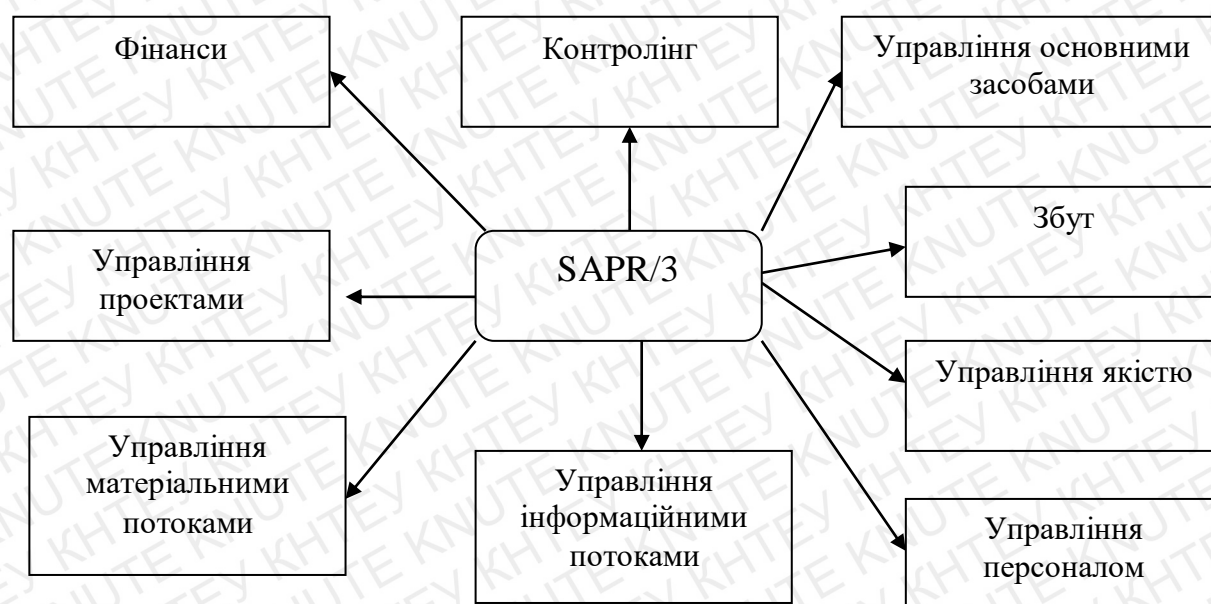 Фінанси
Контролінг
Управління основними
засобами
Збут
Управління
проектами
SAPR/3
Управління якістю
Управління
матеріальними
потоками
Управління
інформаційними
потоками
Управління
персоналом